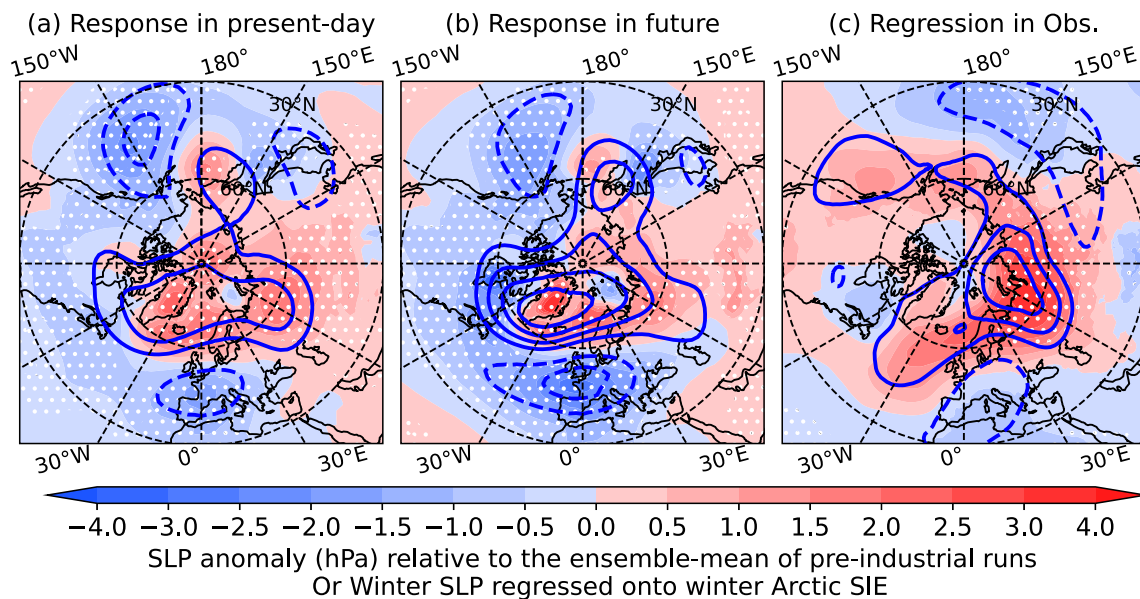 (a) Response in present-day (b) Response in future (c) Regression in Obs.
150°W 180° 150°E 150°W 180° 150°E 150°W 180° 150°E
30°N 30°N 30°N
60°N 60°N 60°N
30°W 0° 30°E 30°W 0° 30°E 30°W 0° 30°E
−4.0 −3.0 −2.5 −2.0 −1.5 −1.0 −0.5 0.0 0.5 1.0 1.5 2.0 2.5 3.0 4.0
SLP anomaly (hPa) relative to the ensemble-mean of pre-industrial runs
Or Winter SLP regressed onto winter Arctic SIE